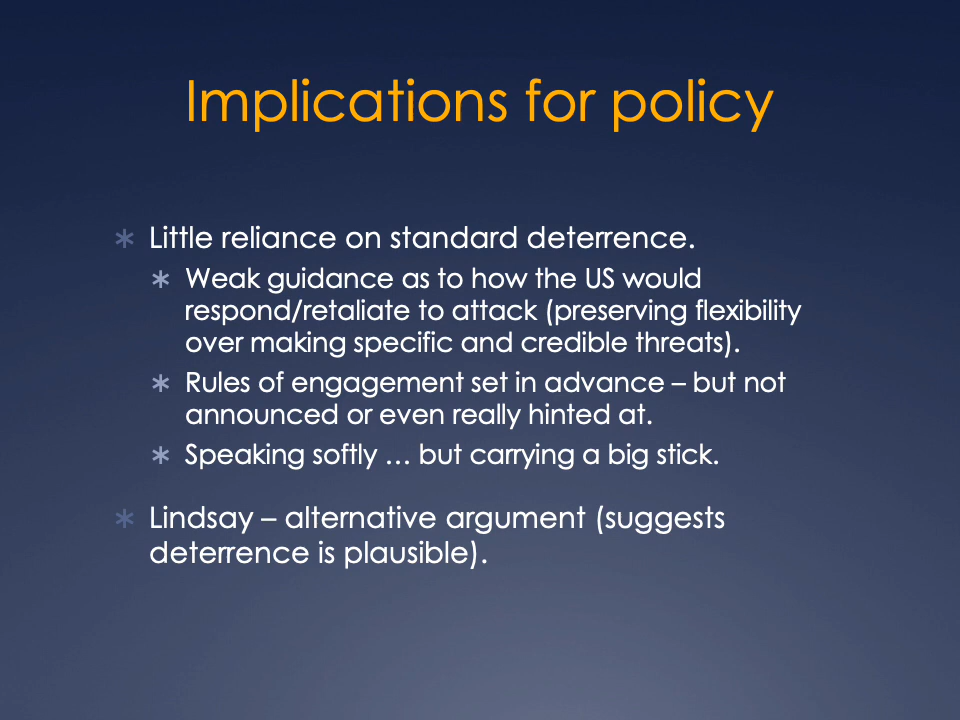 Implications for policy
Little reliance on standard deterrence.
Weak guidance as to how the US would
respond/retaliate to attack (preserving flexibility
over making specific and credible threats).
Rules of engagement set in advance – but not
announced or even really hinted at.
Speaking softly … but carrying a big stick.
Lindsay – alternative argument (suggests
deterrence is plausible).